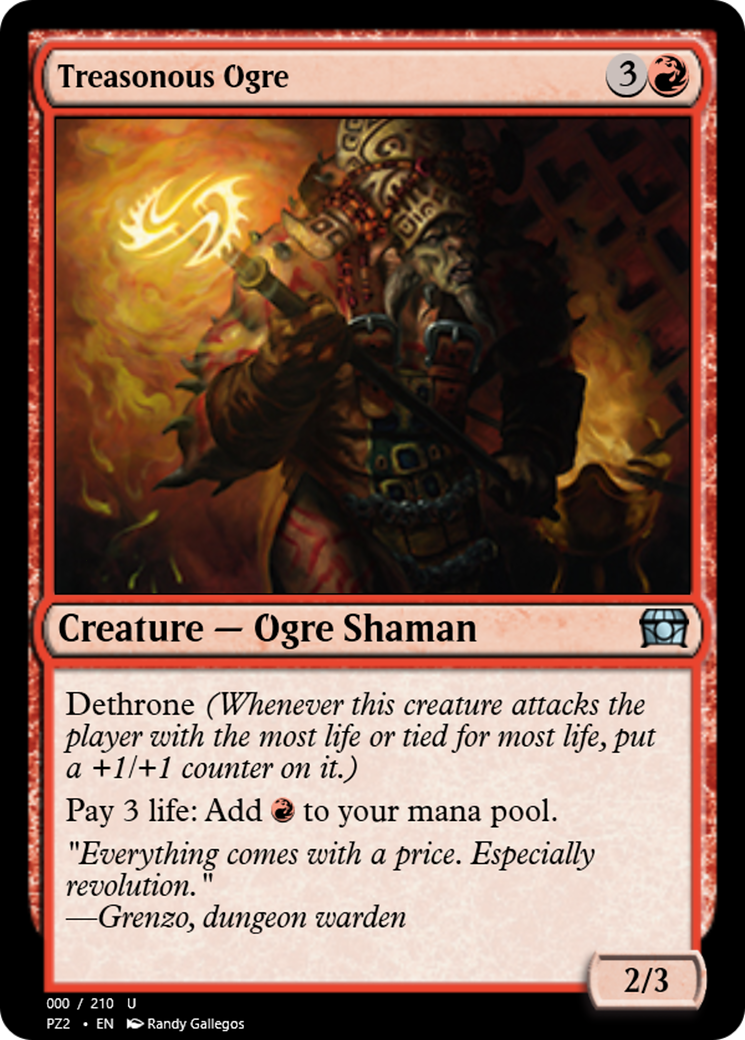 Treasonous Ogre 3
Creature — Ogre Shaman
Dethrone (Whenever this creature attacks the
player with the most life or tied for most life, put
a +1/+1 counter on it.)
Pay 3 life: Add to your mana pool.
"Everything comes with a price. Especially
revolution."
—Grenzo, dungeon warden
2/3
000 / 210 U
PZ2 • EN Randy Gallegos